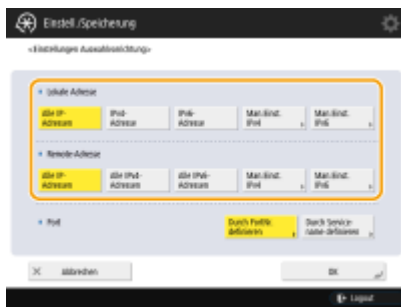 Einstell./Speicherung
<Einstellungen Auswahleinrichtung>
Lokale Adresse
Alle IP-
Adressen
IPv4-
Adresse
IPv6-
Adresse
Man. Einst.
IPv4
Man. Einst.
IPv6
Remote-Adresse
Alle IP-
Adressen
Alle IPv4-
Adressen
Alle IPv6-
Adressen
Man. Einst.
IPv4
Man. Einst.
IPv6
Port
Durch PortNr.
definieren
Durch Service-
name definieren
Abbrechen
OK
Logout